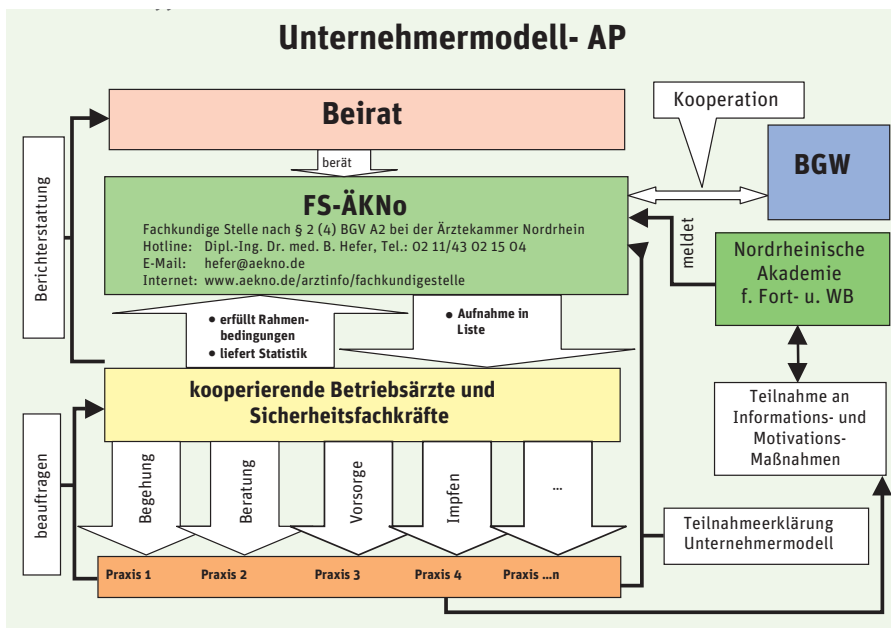 Unternehmermodell- AP
Beirat
Kooperation
BGW
berät
FS-ÄKNo
Fachkundige Stelle nach § 2 (4) BGV A2 bei der Ärztekammer Nordrhein
Hotline: Dipl.-Ing. Dr. med. B. Hefer, Tel.: 02 11/43 02 15 04
E-Mail: hefer@aekno.de
Internet: www.aekno.de/arztinfo/fachkundigestelle
Berichterstattung
meldet
Nordrheinische
Akademie
f. Fort- u. WB
• erfüllt Rahmen-
bedingungen
• liefert Statistik
• Aufnahme in
Liste
kooperierende Betriebsärzte und
Sicherheitsfachkräfte
Teilnahme an
Informations- und
Motivations-
Maßnahmen
beauftragen
Begehung
Beratung
Vorsorge
Impfen
...
Teilnahmeerklärung
Unternehmermodell
Praxis 1 Praxis 2 Praxis 3 Praxis 4 Praxis ...n